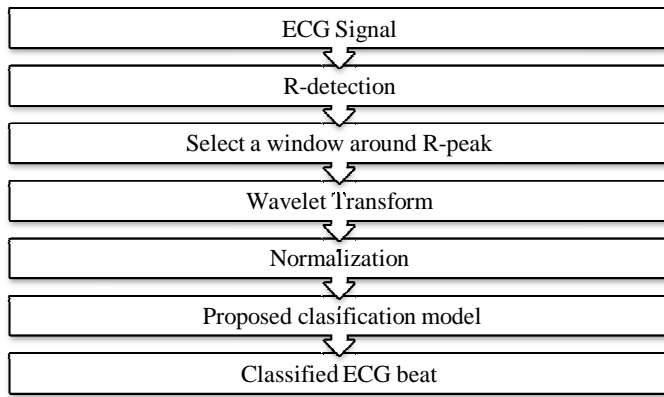 ECG Signal
R-detection
Select a window around R-peak
Wavelet Transform
Normalization
Proposed clasification model
Classified ECG beat